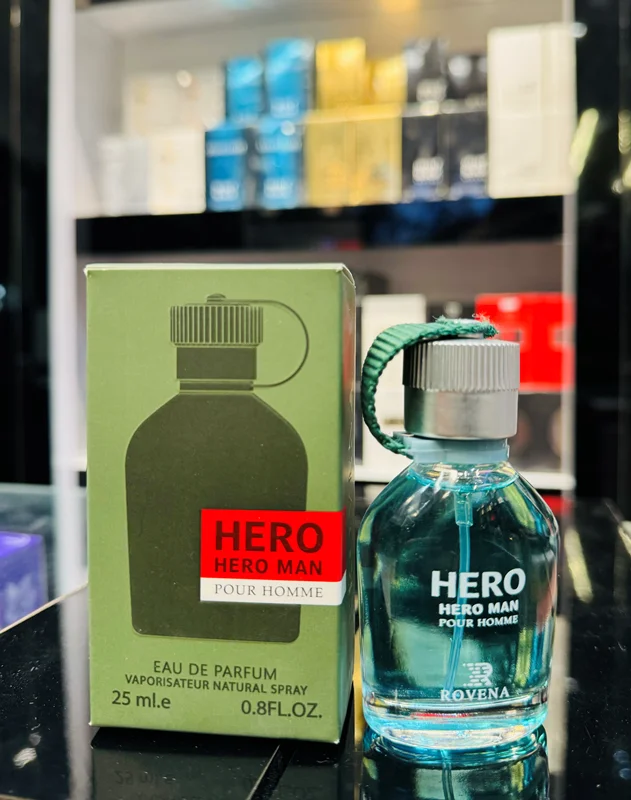 HERO
HERO MAN
POUR HOMME
EAU DE PARFUM
VAPORISATEUR NATURAL SPRAY
25 ml.e
0.8FL.OZ.
HERO
HERO MAN
POUR HOMME
R
ROVENA